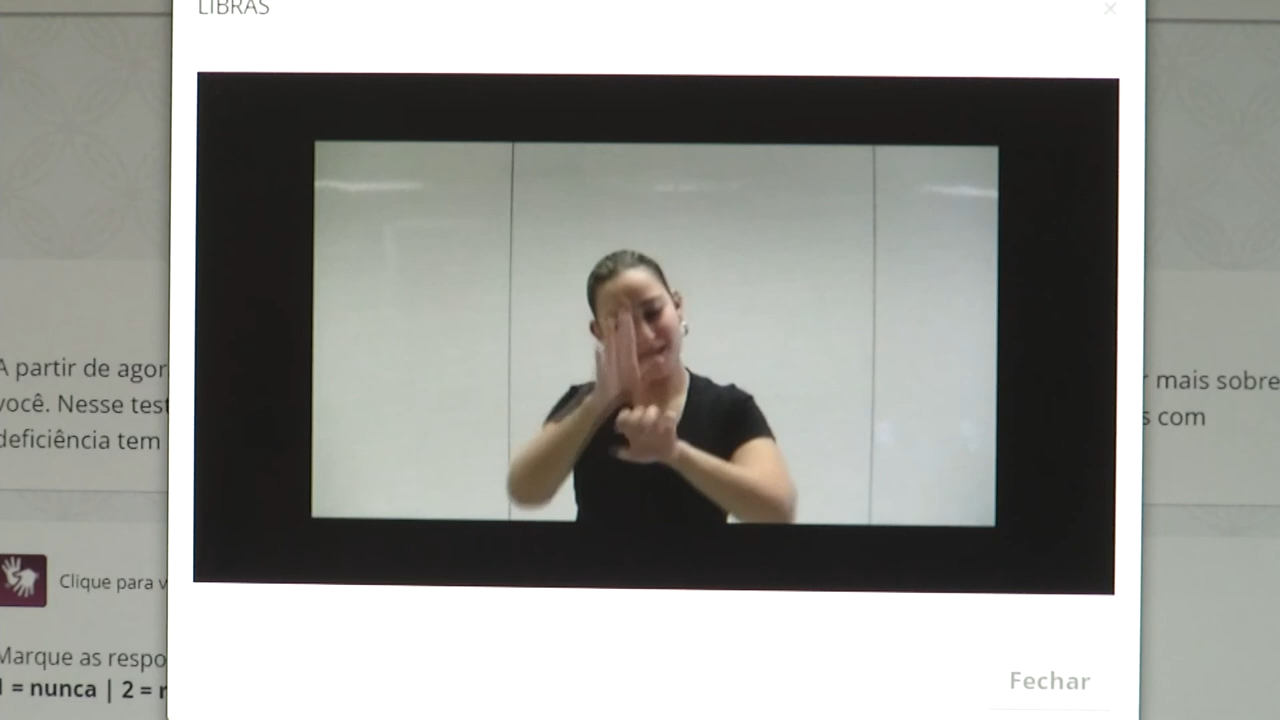 LIBRAS
×
A partir de agor
mais sobre
você. Nesse test
s com
deficiência tem
Clique para v
Marque as respo
1 = nunca | 2 = r
Fechar